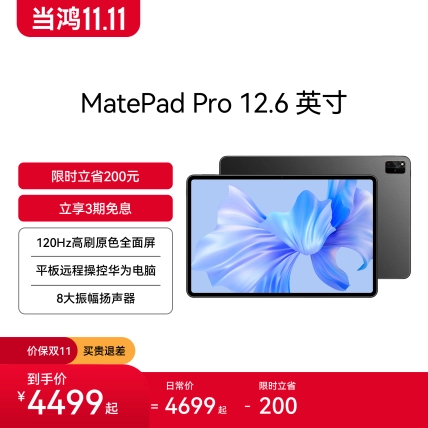 当鸿11.11
MatePad Pro 12.6 英寸
限时立省200元
立享3期免息
120Hz高刷原色全面屏
平板远程操控华为电脑
8大振幅扬声器
价保双11 买贵退差
到手价 日常价 限时立省
¥4499起 = 4699起 - 200